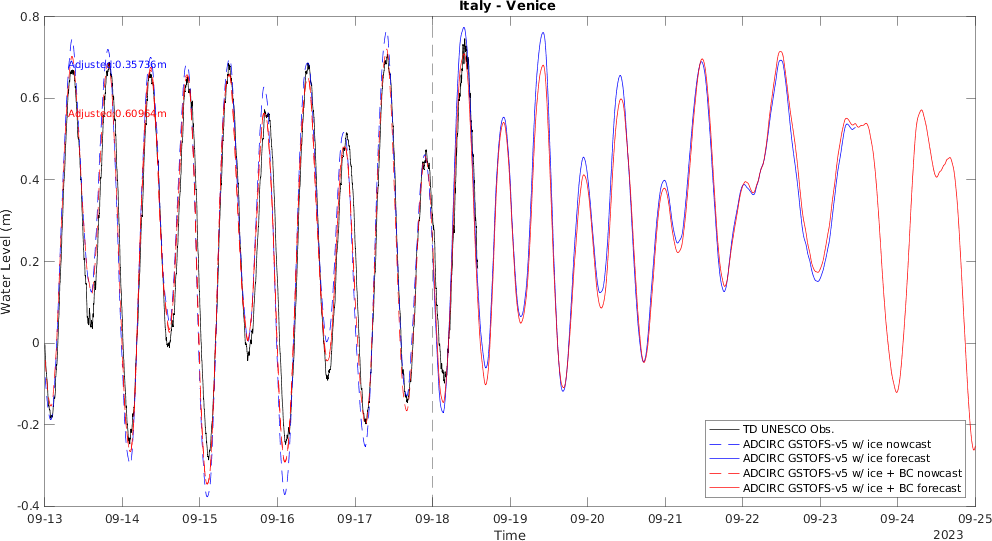 Italy - Venice
0.8
0.6
0.4
0.2
0
-0.2
-0.4
Water Level (m)
Adjusted:0.35736m
Adjusted:0.60964m
TD UNESCO Obs.
ADCIRC GSTOFS-v5 w/ ice nowcast
ADCIRC GSTOFS-v5 w/ ice forecast
ADCIRC GSTOFS-v5 w/ ice + BC nowcast
ADCIRC GSTOFS-v5 w/ ice + BC forecast
09-13 09-14 09-15 09-16 09-17 09-18 09-19 09-20 09-21 09-22 09-23 09-24 09-25
Time
2023